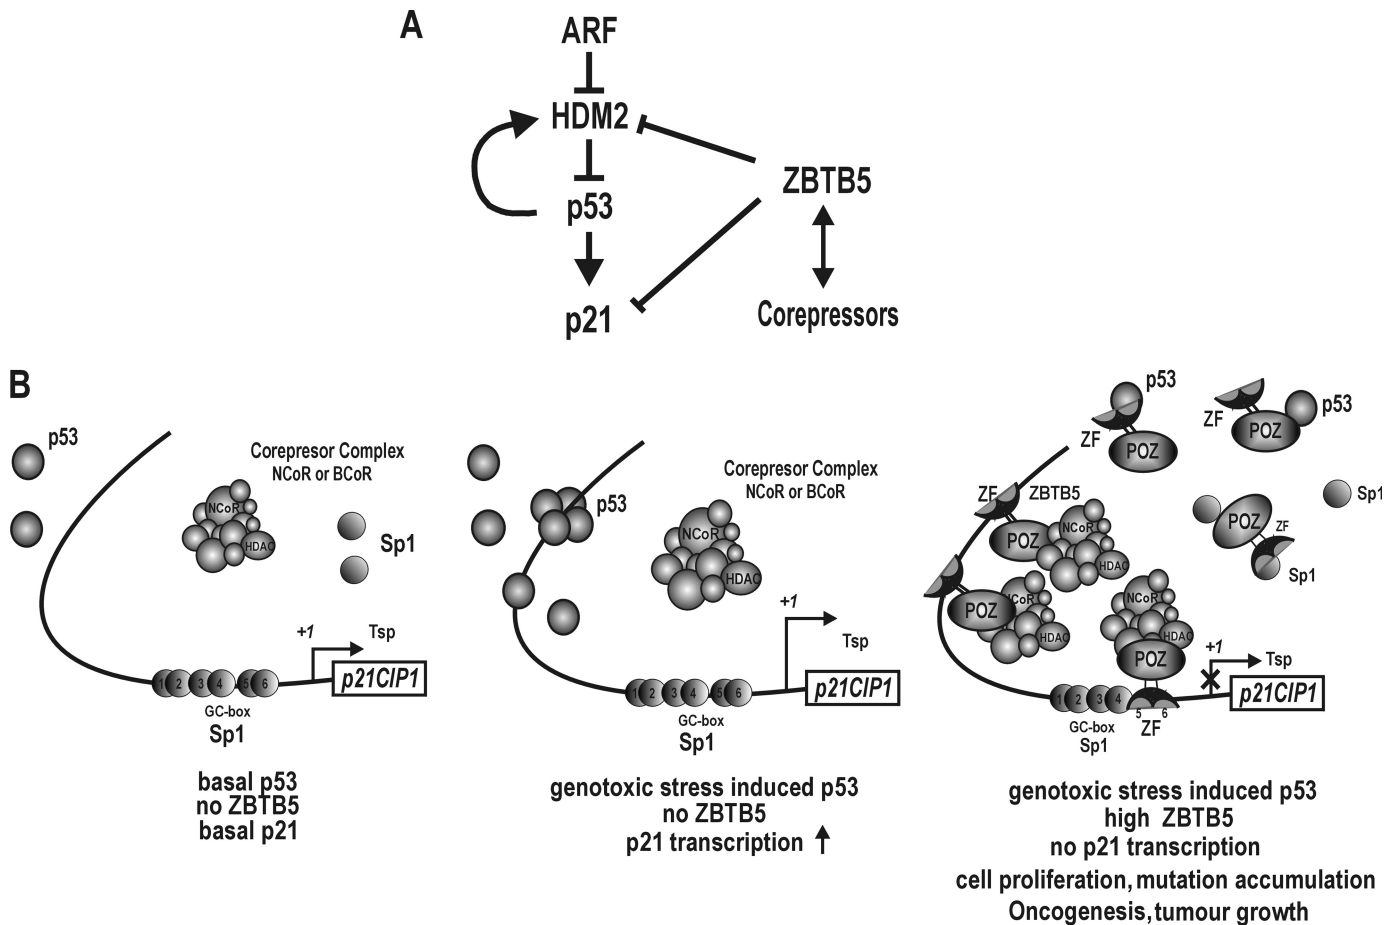 A
ARF
HDM2
p53
p21
ZBTB5
Corepressors
B
p53
Corepresor Complex
NCoR or BCoR
NCoR
HDAC
Sp1
+1
Tsp
1 2 3 4 5 6
p21CIP1
GC-box
Sp1
basal p53
no ZBTB5
basal p21
p53
Corepresor Complex
NCoR or BCoR
NCoR
HDAC
+1
Tsp
1 2 3 4 5 6
p21CIP1
GC-box
Sp1
genotoxic stress induced p53
no ZBTB5
p21 transcription
p53
ZF
POZ
p53
ZF
POZ
Sp1
POZ
ZF
Sp1
ZF
ZBTB5
POZ
NCoR
HDAC
POZ
NCoR
HDAC
NCoR
HDAC
POZ
+1
Tsp
1 2 3 4 5 6
p21CIP1
GC-box
Sp1
ZF
genotoxic stress induced p53
high ZBTB5
no p21 transcription
cell proliferation, mutation accumulation
Oncogenesis, tumour growth